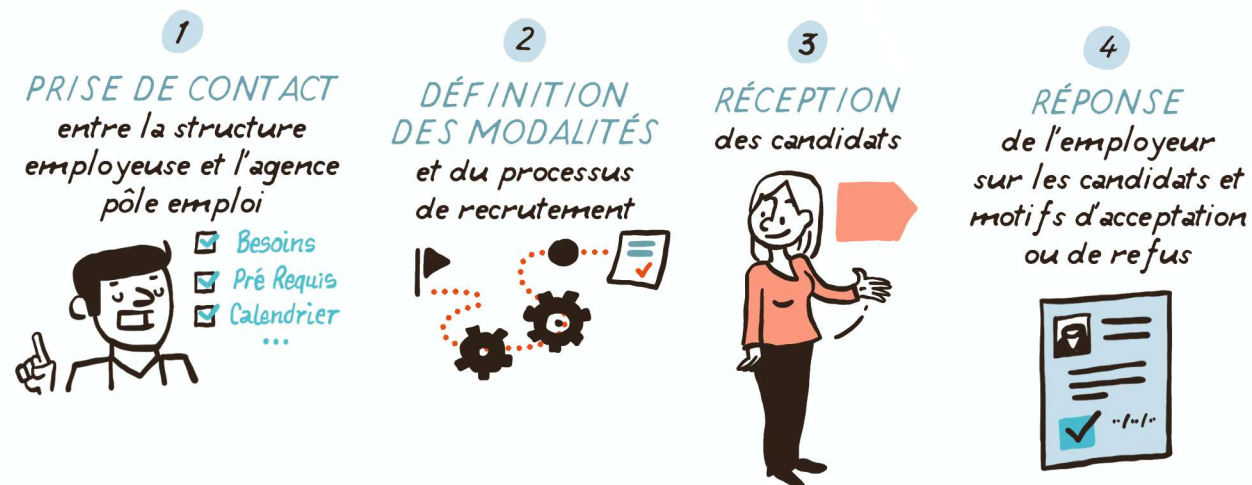 1
PRISE DE CONTACT
entre la structure
employeuse et l'agence
pôle emploi
Besoins
Pré Requis
Calendrier
...
2
DÉFINITION
DES MODALITÉS
et du processus
de recrutement
3
RÉCEPTION
des candidats
4
RÉPONSE
de l'employeur
sur les candidats et
motifs d'acceptation
ou de refus